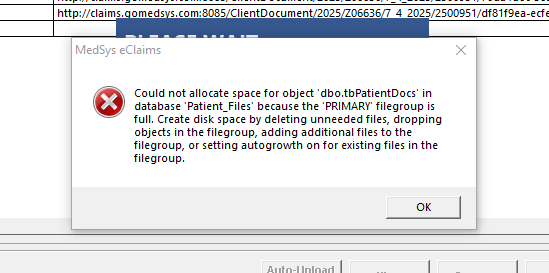 http://claims.gomedsys.com:8085/ClientDocument/2025/Z06636/7_4_2025/2500951/df81f9ea-ecfe
PLEASE WAIT
MedSys eClaims
Could not allocate space for object 'dbo.tbPatientDocs' in
database 'Patient_Files' because the 'PRIMARY' filegroup is
full. Create disk space by deleting unneeded files, dropping
objects in the filegroup, adding additional files to the
filegroup, or setting autogrowth on for existing files in the
filegroup.
OK
Auto-Upload